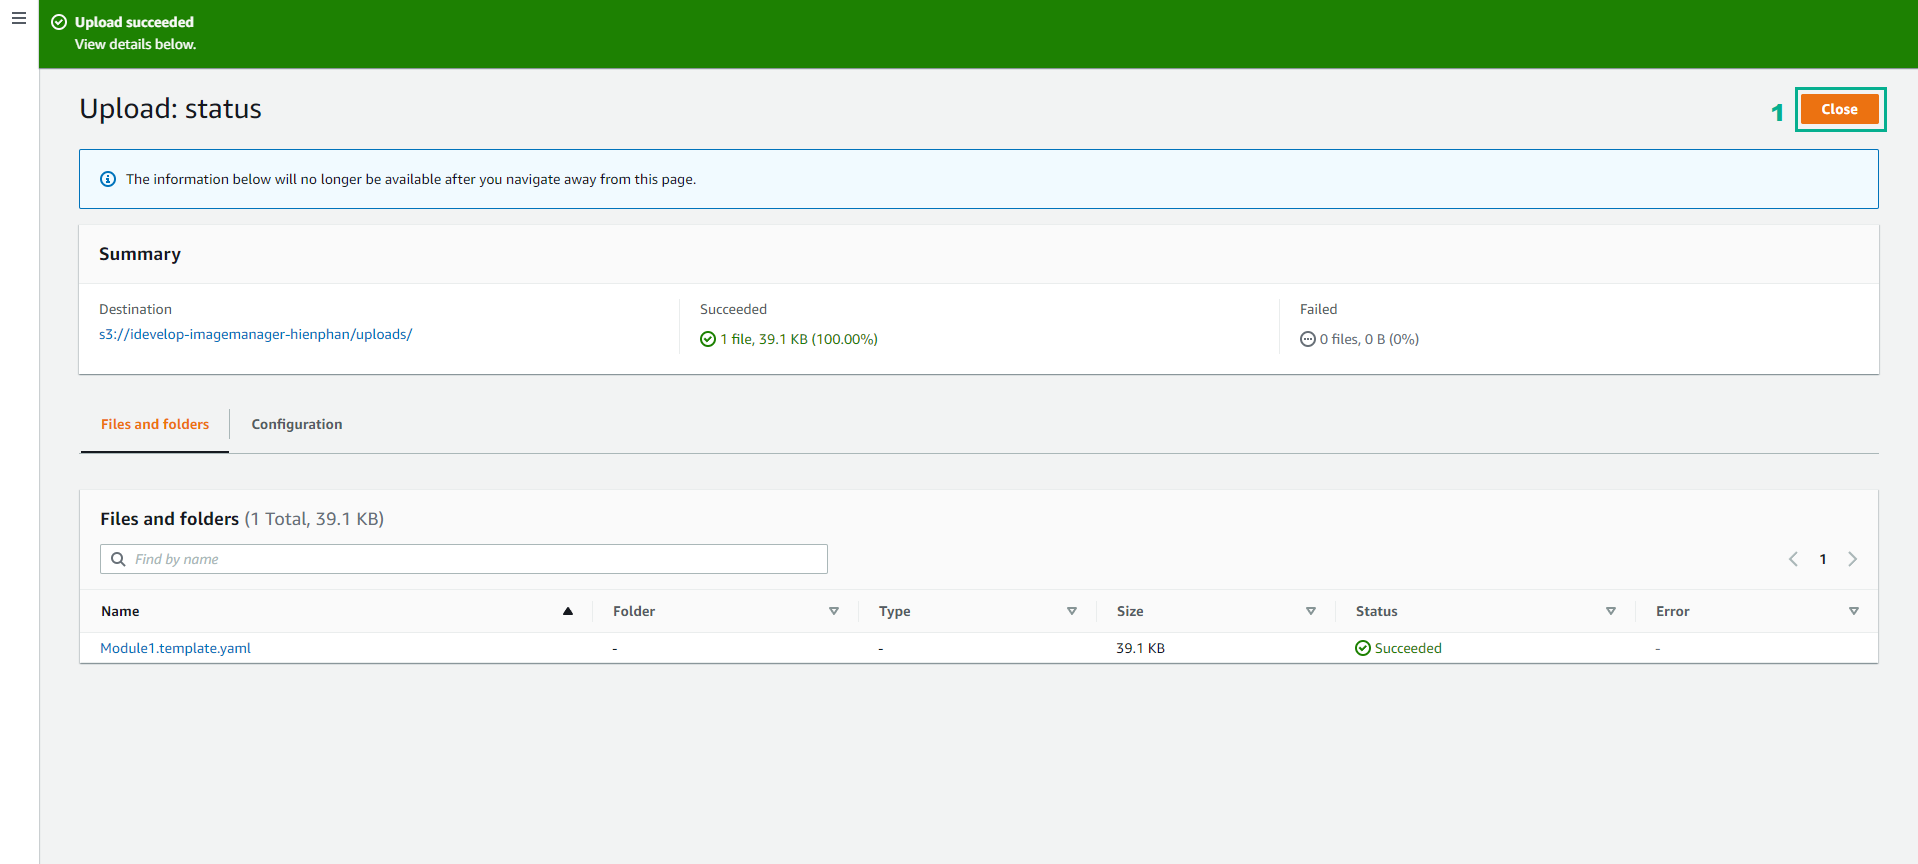 Upload succeeded
View details below.
Upload: status
1
Close
The information below will no longer be available after you navigate away from this page.
Summary
Destination
s3://idevelop-imagemanager-hienphan/uploads/
Succeeded
1 file, 39.1 KB (100.00%)
Failed
0 files, 0 B (0%)
Files and folders
Configuration
Files and folders (1 Total, 39.1 KB)
Find by name
1
Name Folder Type Size Status Error
Module1.template.yaml - - 39.1 KB Succeeded -